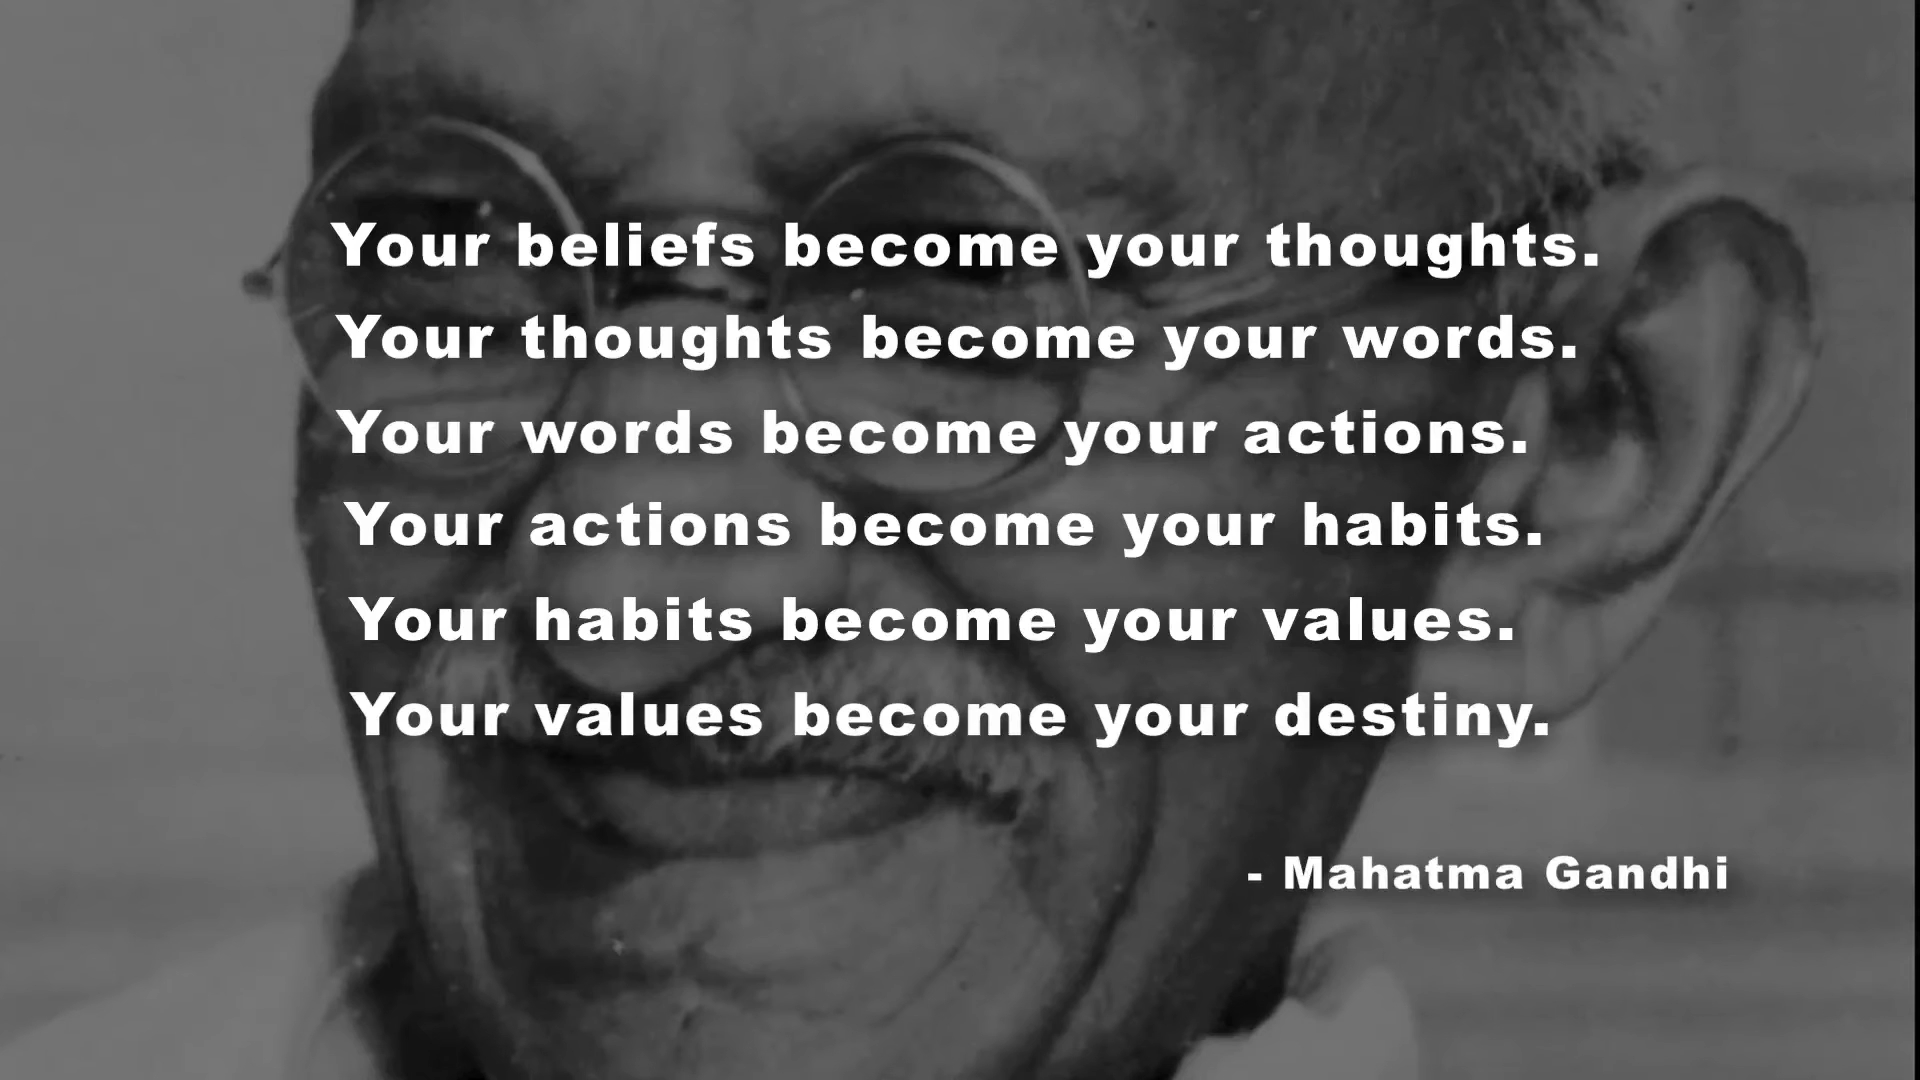 Your beliefs become your thoughts.
Your thoughts become your words.
Your words become your actions.
Your actions become your habits.
Your habits become your values.
Your values become your destiny.
- Mahatma Gandhi